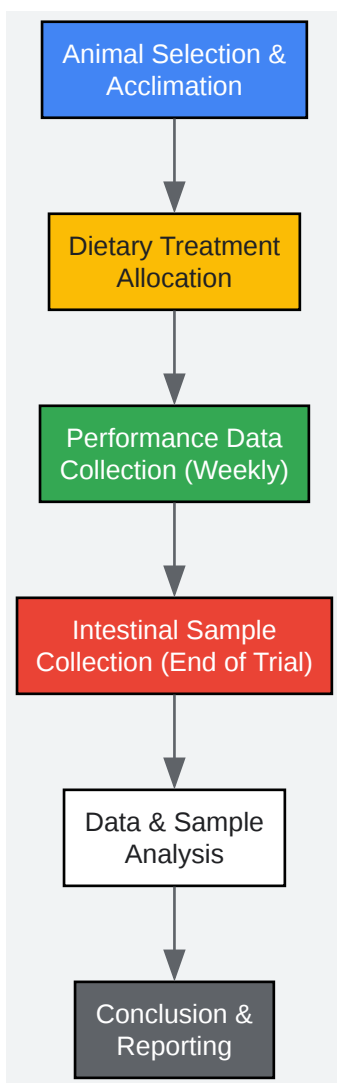 Animal Selection &
Acclimation
Dietary Treatment
Allocation
Performance Data
Collection (Weekly)
Intestinal Sample
Collection (End of Trial)
Data & Sample
Analysis
Conclusion &
Reporting